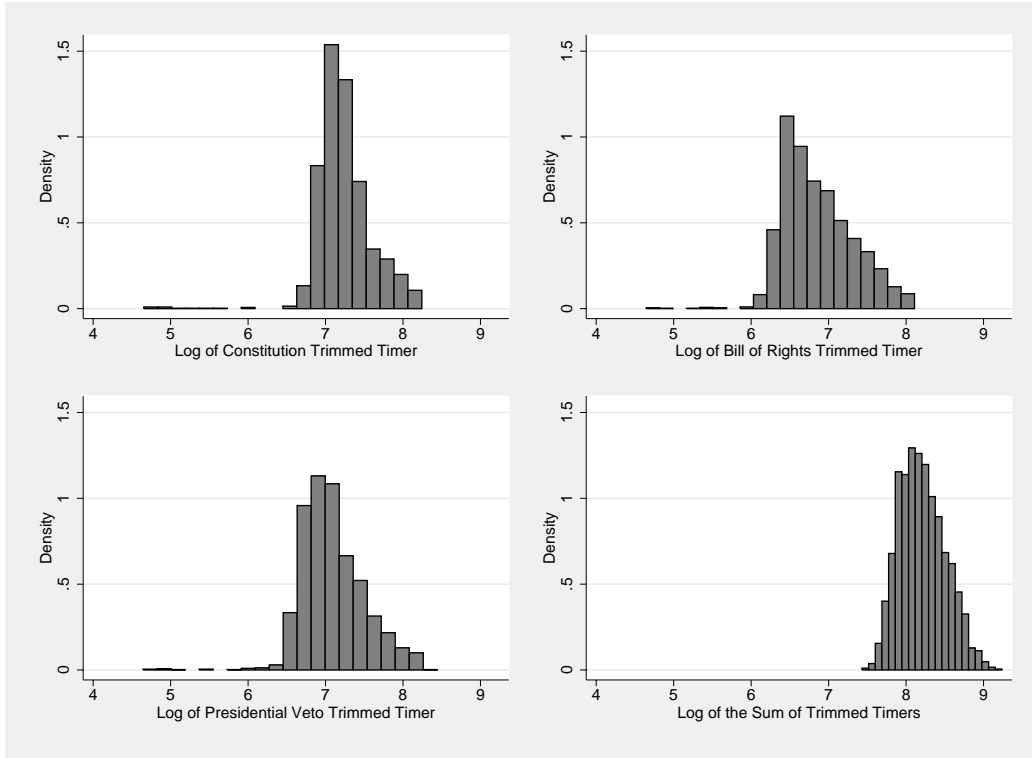 1.5
1
.5
0
Density
4 5 6 7 8 9
Log of Constitution Trimmed Timer
1.5
1
.5
0
Density
4 5 6 7 8 9
Log of Bill of Rights Trimmed Timer
1.5
1
.5
0
Density
4 5 6 7 8 9
Log of Presidential Veto Trimmed Timer
1.5
1
.5
0
Density
4 5 6 7 8 9
Log of the Sum of Trimmed Timers